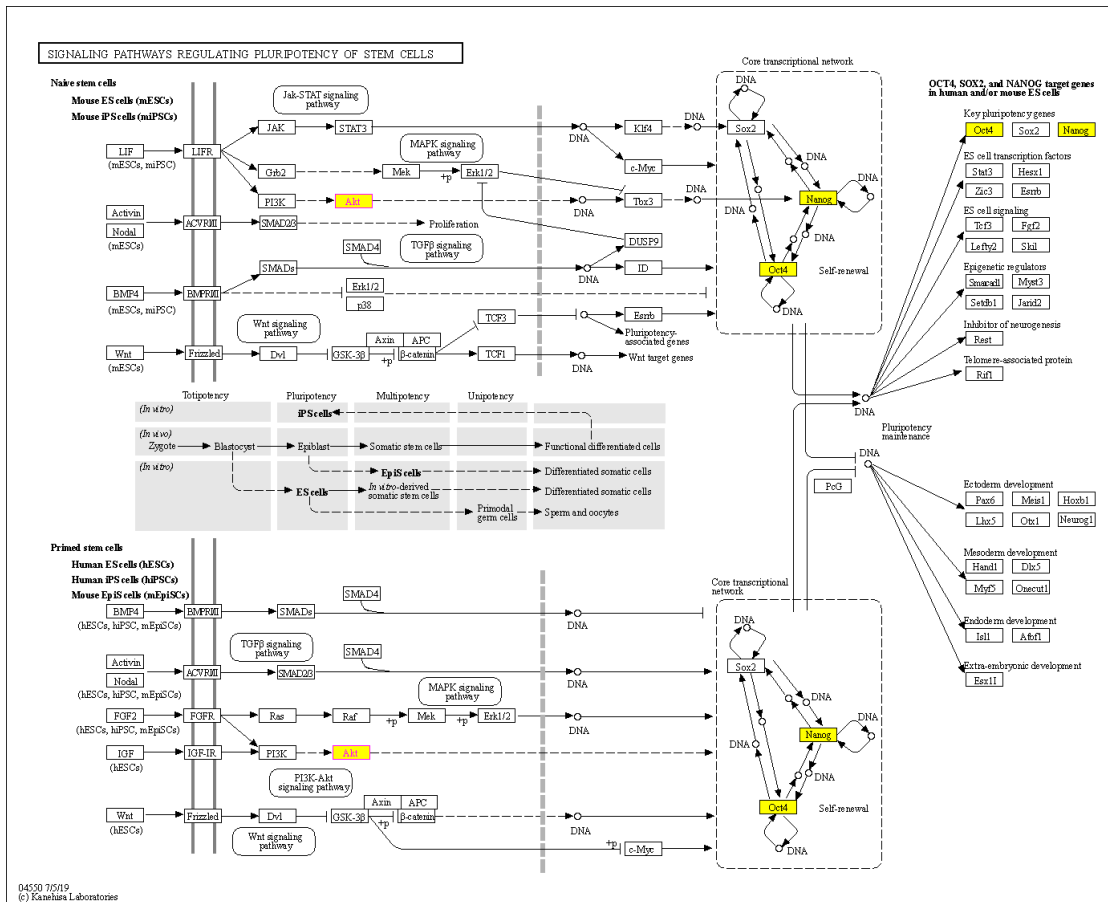 SIGNALING PATHWAYS REGULATING PLURIPOTENCY OF STEM CELLS
Naive stem cells
Mouse ES cells (mESCs)
Mouse iPS cells (miPSCs)
Jak-STAT signaling
pathway
LIF
(mESCs, miPSC)
LIFR
JAK
STAT3
DNA
Klf4
DNA
c-Myc
Grb2
MAPK signaling
pathway
Mek
+p
Erk1/2
PI3K
Akt
DNA
Tbx3
DNA
Activin
Nodal
(mESCs)
ACVRI/II
SMAD2/3
Proliferation
SMAD4
TGFβ signaling
pathway
DUSP9
BMP4
(mESCs, miPSC)
BMPRI/II
SMADs
DNA
ID
Erk1/2
p38
Wnt signaling
pathway
TCF3
Esrrb
Pluripotency-
associated genes
Wnt
(mESCs)
Frizzled
Dvl
GSK-3β
Axin
APC
+p
β-catenin
TCF1
DNA
Wnt target genes
Core transcriptional network
DNA
Sox2
DNA
DNA
Nanog
DNA
DNA
Oct4
Self-renewal
DNA
OCT4, SOX2, and NANOG target genes
in human and/or mouse ES cells
Key pluripotency genes
Oct4
Sox2
Nanog
ES cell transcription factors
Stat3
Hesx1
Zic3
Esrrb
ES cell signaling
Tcf3
Fgf2
Lefty2
Skil
Epigenetic regulators
Smarcad1
Myst3
Setdb1
Jarid2
Inhibitor of neurogenesis
Rest
Telomere-associated protein
Rif1
DNA
Pluripotency
maintenance
DNA
PcG
Ectoderm development
Pax6
Meis1
Hoxb1
Lhx5
Otx1
Neurog1
Mesoderm development
Hand1
Dlx5
Myf5
Onecut1
Endoderm development
Isl1
Atbf1
Extra-embryonic development
Esx1l
Totipotency
Pluripotency
Multipotency
Unipotency
(In vitro)
iPS cells
(In vivo)
Zygote
Blastocyst
Epiblast
Somatic stem cells
Functional differentiated cells
(In vitro)
EpiS cells
Differentiated somatic cells
ES cells
In vitro-derived
somatic stem cells
Differentiated somatic cells
Primodal
germ cells
Sperm and oocytes
Primed stem cells
Human ES cells (hESCs)
Human iPS cells (hiPSCs)
Mouse EpiS cells (mEpiSCs)
BMP4
(hESCs, hiPSC, mEpiSCs)
BMPRI/II
SMADs
SMAD4
DNA
TGFβ signaling
pathway
Activin
Nodal
(hESCs, hiPSC, mEpiSCs)
ACVRI/II
SMAD2/3
SMAD4
DNA
MAPK signaling
pathway
FGF2
(hESCs, hiPSC, mEpiSCs)
FGFR
Ras
Raf
+p
Mek
+p
Erk1/2
DNA
IGF
(hESCs)
IGF-IR
PI3K
Akt
PI3K-Akt
signaling pathway
Wnt
(hESCs)
Frizzled
Dvl
GSK-3β
Axin
APC
+p
β-catenin
DNA
Wnt signaling
pathway
+p
c-Myc
Core transcriptional
network
DNA
Sox2
DNA
DNA
Nanog
DNA
DNA
Oct4
Self-renewal
DNA
04550 7/5/19
(c) Kanehisa Laboratories